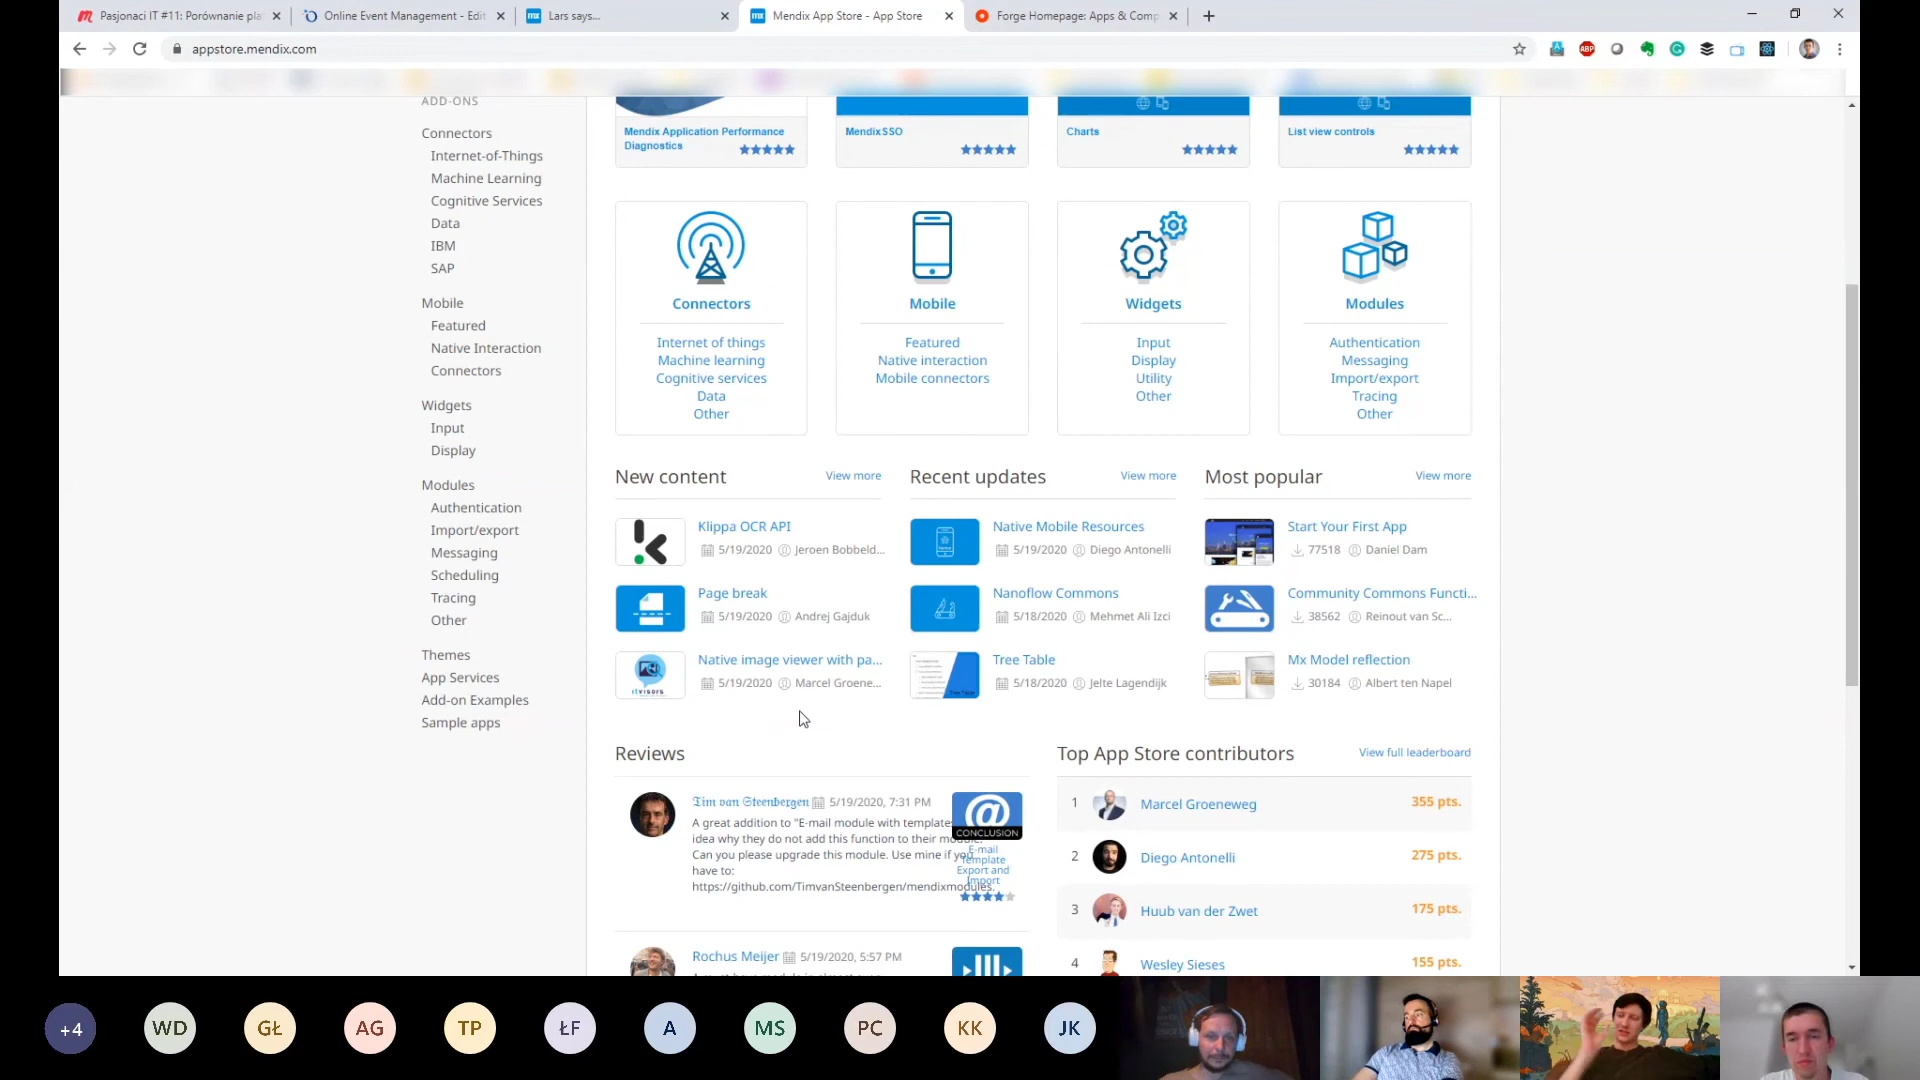 Pasjonaci IT #11: Porównanie pla
Online Event Management - Edit
Lars says...
Mendix App Store - App Store
Forge Homepage: Apps & Comp
appstore.mendix.com
ABP
ADD-ONS
Connectors
Internet-of-Things
Machine Learning
Cognitive Services
Data
IBM
SAP
Mobile
Featured
Native Interaction
Connectors
Widgets
Input
Display
Modules
Authentication
Import/export
Messaging
Scheduling
Tracing
Other
Themes
App Services
Add-on Examples
Sample apps
Mendix Application Performance
Diagnostics
MendixSSO
Charts
List view controls
Connectors
Internet of things
Machine learning
Cognitive services
Data
Other
Mobile
Featured
Native interaction
Mobile connectors
Widgets
Input
Display
Utility
Other
Modules
Authentication
Messaging
Import/export
Tracing
Other
New content
View more
Klippa OCR API
5/19/2020 Jeroen Bobbeld...
Page break
5/19/2020 Andrej Gajduk
itvisors
Native image viewer with pa...
5/19/2020 Marcel Groene...
Recent updates
View more
Native Mobile Resources
5/19/2020 Diego Antonelli
Nanoflow Commons
5/18/2020 Mehmet Ali Izci
Tree Table
5/18/2020 Jelte Lagendijk
Most popular
View more
Start Your First App
77518 Daniel Dam
Community Commons Functi...
38562 Reinout van Sc...
Mx Model reflection
30184 Albert ten Napel
Reviews
Tim van Steenbergen 5/19/2020, 7:31 PM
A great addition to "E-mail module with templates
idea why they do not add this function to their module.
Can you please upgrade this module. Use mine if you
have to:
https://github.com/TimvanSteenbergen/mendixmodules.
@
CONCLUSION
E-mail
Template
Export and
Import
Rochus Meijer 5/19/2020, 5:57 PM
Top App Store contributors
View full leaderboard
1 Marcel Groeneweg 355 pts.
2 Diego Antonelli 275 pts.
3 Huub van der Zwet 175 pts.
4 Wesley Sieses 155 pts.
+4 WD GŁ AG TP ŁF A MS PC KK JK